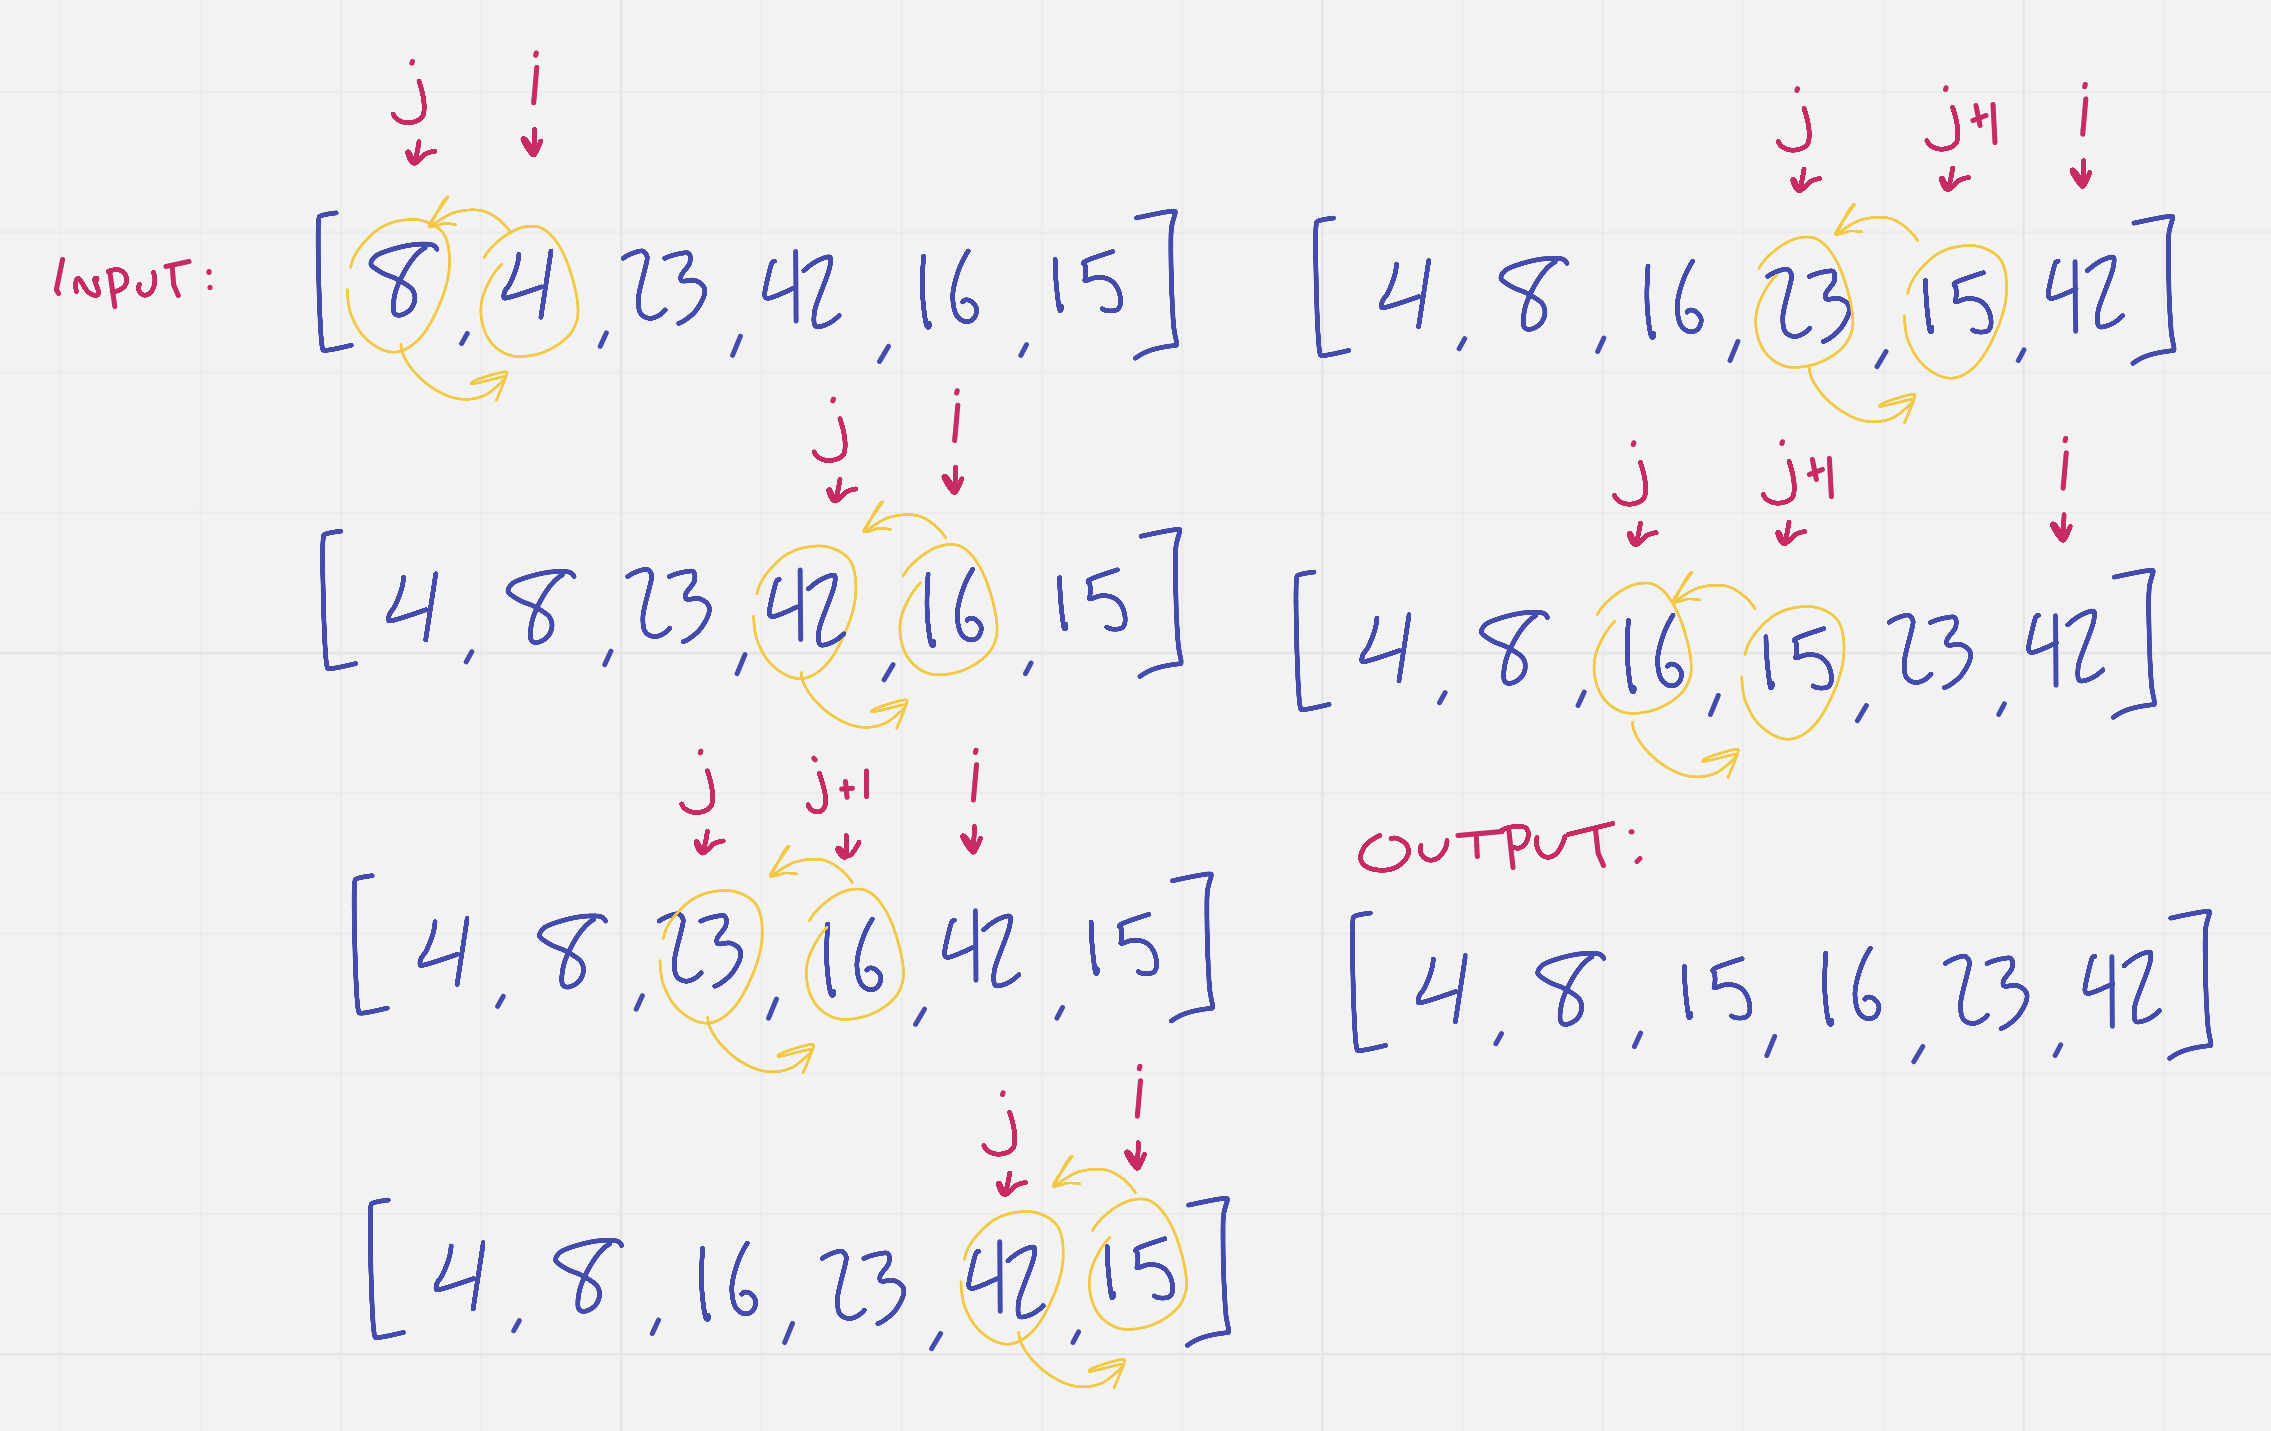 j i
INPUT: [8, 4, 23, 42, 16, 15]
j i
[4, 8, 23, 42, 16, 15]
j j+1 i
[4, 8, 23, 16, 42, 15]
j i
[4, 8, 16, 23, 42, 15]
j j+1 i
[4, 8, 16, 23, 15, 42]
j j+1 i
[4, 8, 16, 15, 23, 42]
OUTPUT:
[4, 8, 15, 16, 23, 42]